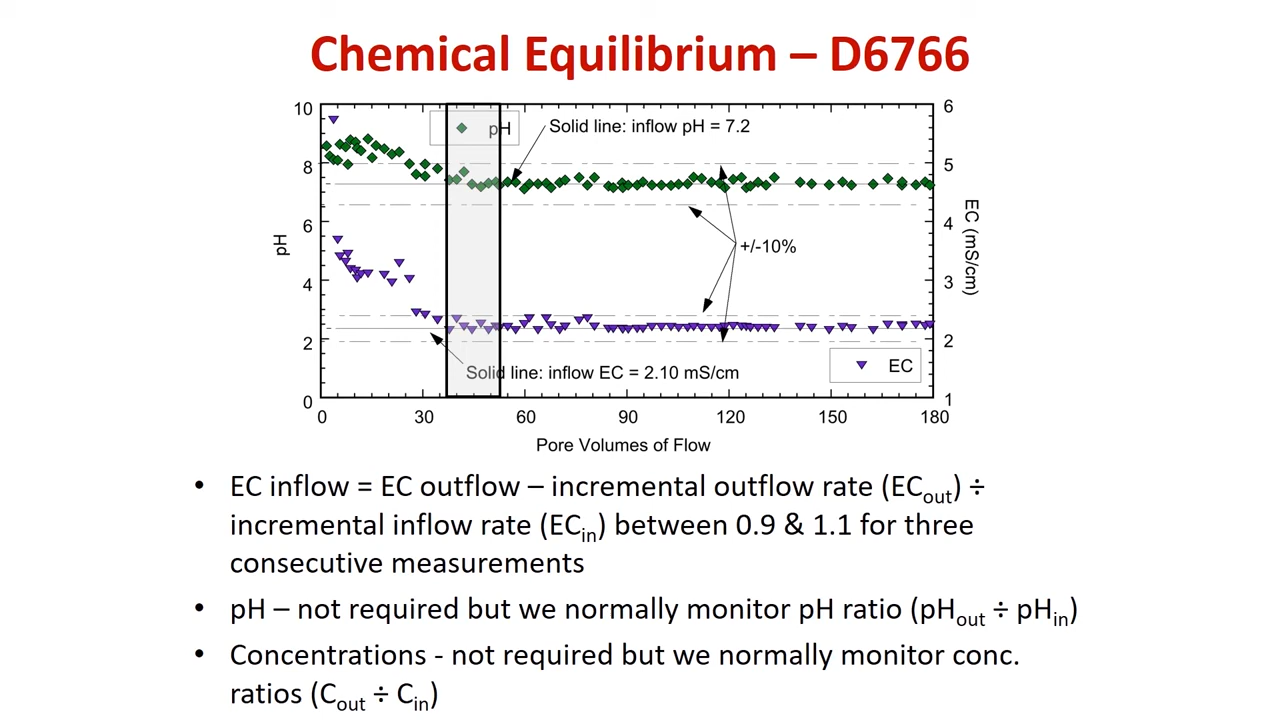 Chemical Equilibrium – D6766
10
8
6
4
2
0
pH
6
5
4
3
2
1
EC (mS/cm)
pH
Solid line: inflow pH = 7.2
+/-10%
Solid line: inflow EC = 2.10 mS/cm
EC
0 30 60 90 120 150 180
Pore Volumes of Flow
• EC inflow = EC outflow – incremental outflow rate (ECout) ÷
incremental inflow rate (ECin) between 0.9 & 1.1 for three
consecutive measurements
• pH – not required but we normally monitor pH ratio (pHout ÷ pHin)
• Concentrations - not required but we normally monitor conc.
ratios (Cout ÷ Cin)